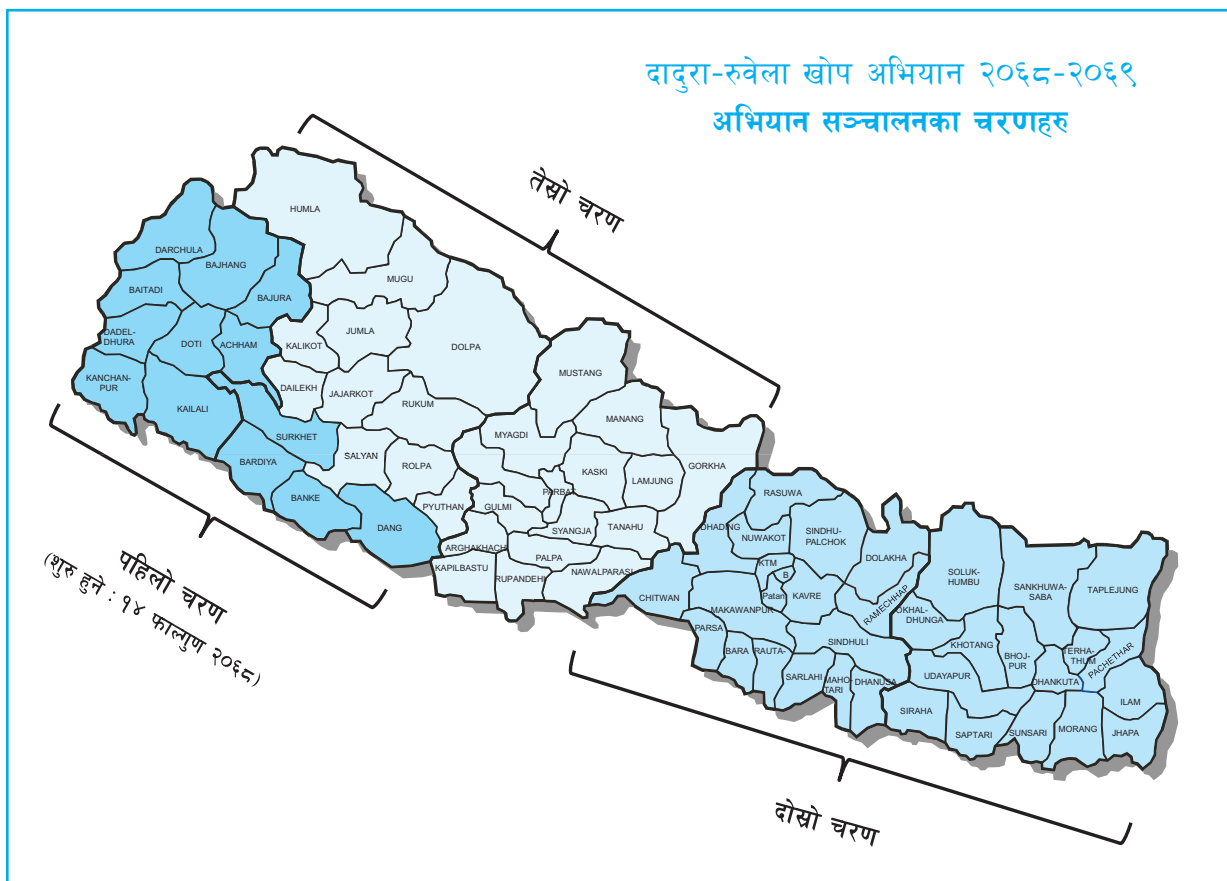 दादुरा-रुवेला खोप अभियान २०६८-२०६९
अभियान सञ्चालनका चरणहरु
तेस्रो चरण
HUMLA
DARCHULA
BAJHANG
MUGU
BAITADI
BAJURA
DADEL-
DHURA
DOTI
ACHHAM
KALIKOT
JUMLA
DOLPA
KANCHAN-
PUR
KAILALI
DAILEKH
JAJARKOT
RUKUM
MUSTANG
MANANG
SURKHET
BARDIYA
SALYAN
ROLPA
MYAGDI
KASKI
LAMJUNG
GORKHA
BANKE
DANG
PYUTHAN
GULMI
PARBAT
SYANGJA
TANAHU
ARGHAKHACH
PALPA
KAPILBASTU
RUPANDEHI
NAWALPARASI
RASUWA
DHADING
NUWAKOT
SINDHU-
PALCHOK
DOLAKHA
KTM
B
Patan
KAVRE
RAMECHHAP
CHITWAN
MAKAWANPUR
PARSA
BARA
RAUTA-
SARLAHI
MAHO-
TARI
DHANUSA
SINDHULI
SOLUK-
HUMBU
SANKHUWA-
SABA
TAPLEJUNG
OKHAL-
DHUNGA
KHOTANG
BHOJ-
PUR
TERHA-
THUM
PACHETHAR
UDAYAPUR
DHANKUTA
ILAM
SIRAHA
SAPTARI
SUNSARI
MORANG
JHAPA
पहिलो चरण
(शुरु हुने : १४ फाल्गुण २०६८)
दोस्रो चरण